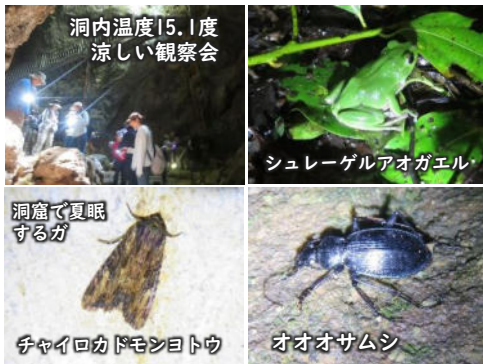 洞内温度15.1度
涼しい観察会
シュレーゲルアオガエル
洞窟で夏眠
するガ
チャイロカドモンヨトウ
オオオサムシ